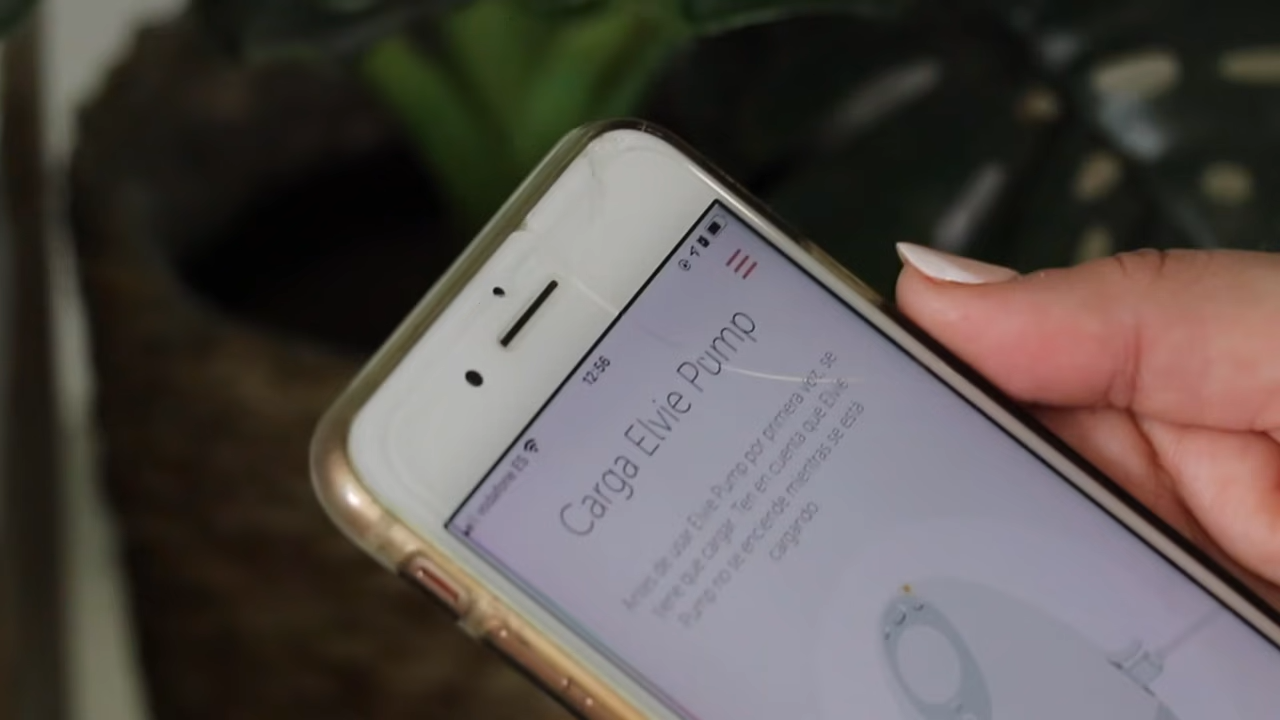 vodafone ES 12:56
Carga Elvie Pump
Antes de usar Elvie Pump por primera vez, se
tiene que cargar. Ten en cuenta que Elvie
Pump no se enciende mientras se está
cargando